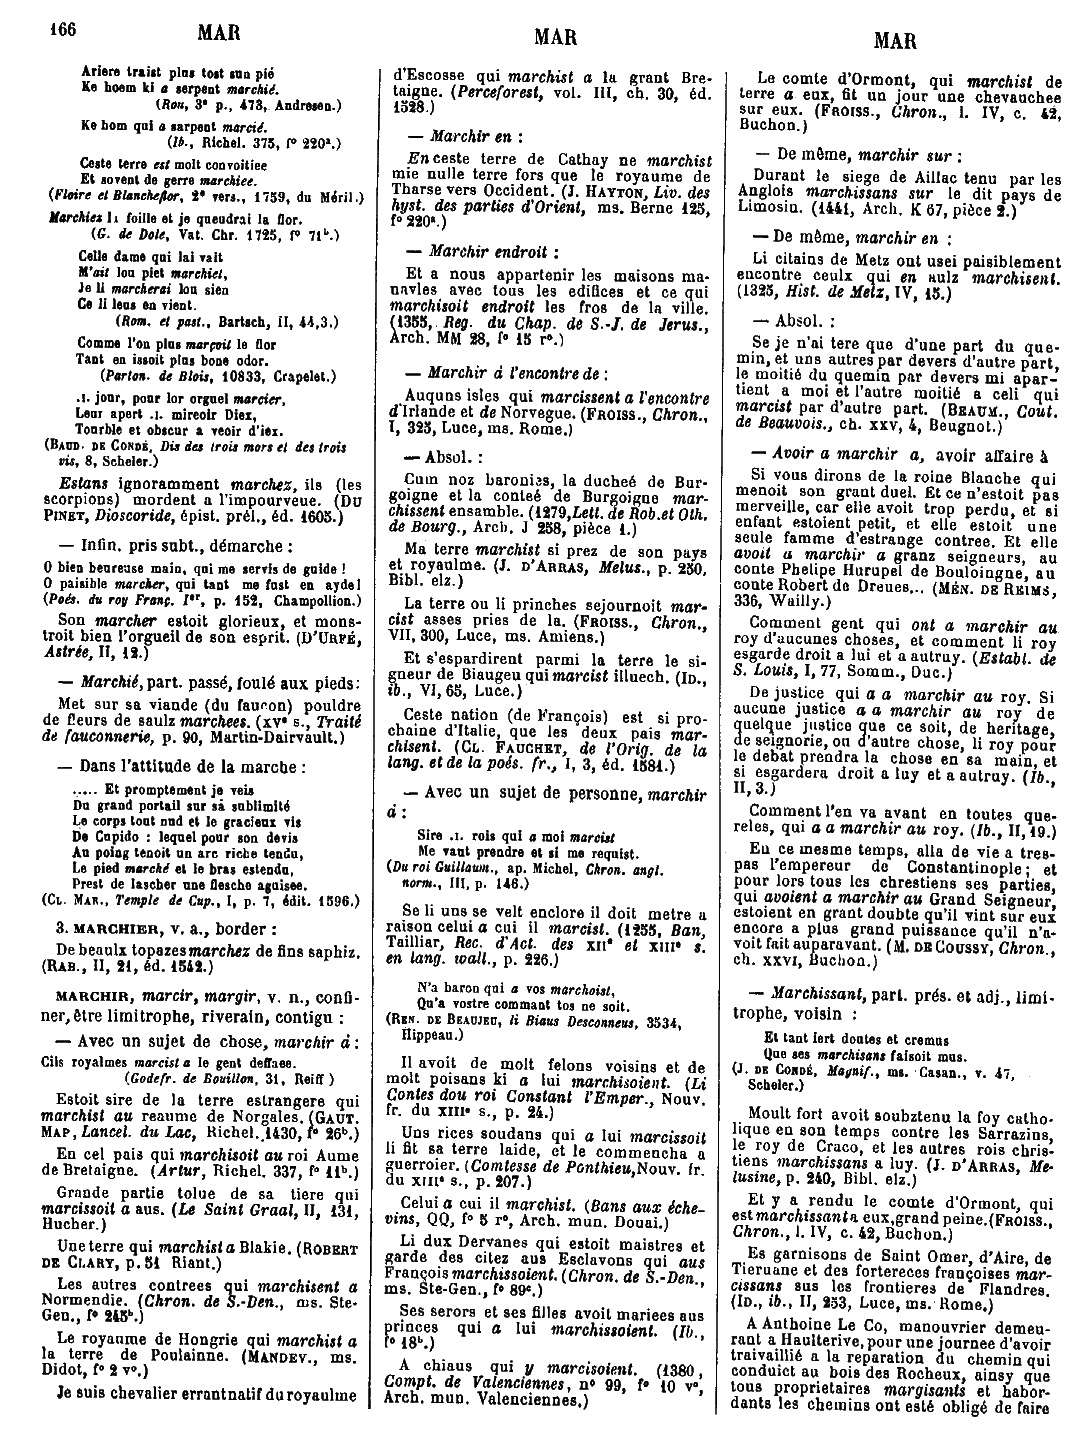 166
MAR
MAR
MAR
Ariere traist plus tost sun pié
Ke hoem ki a serpent marchié.
(Rou, 3e p., 473, Andresen.)
Ke hom qui a sarpent marcié.
(Ib., Richel. 375, fo 220a.)
Ceste terre est molt convoitiee
Et sovent de gerre marchiee.
(Floire et Blancheflor, 2e vers., 1759, du Méril.)
Marchies li foille et je queudrai la flor.
(G. de Dole, Vat. Chr. 1725, fo 71b.)
Celle dame qui lai vait
M'ait lou piet marchiet,
Je li marcherai lou sien
Ce li leus en vient.
(Rom. et past., Bartsch, II, 44,3.)
Comme l'on plus marçoit le flor
Tant en issoit plus bone odor.
(Parton. de Blois, 10833, Crapelet.)
.I. jour, pour lor orguel marcier,
Leur apert .I. mireoir Diex,
Tourble et obscur a veoir d'iex.
(BAUD. DE CONDÉ, Dis des trois mors et des trois
vis, 8, Scheler.)
Estans ignoramment marchez, ils (les
scorpions) mordent a l'impourveue. (DU
PINET, Dioscoride, épist. prél., éd. 1605.)
— Infin. pris subt., démarche :
O bien heureuse main, qui me servis de guide !
O paisible marcher, qui tant me fust en ayde!
(Poés. du roy Franç. Ier, p. 152, Champollion.)
Son marcher estoit glorieux, et mons-
troit bien l'orgueil de son esprit. (D'URFÉ,
Astrée, II, 12.)
— Marchié, part. passé, foulé aux pieds :
Met sur sa viande (du faucon) pouldre
de fleurs de saulz marchees. (XVe s., Traité
de fauconnerie, p. 90, Martin-Dairvault.)
— Dans l'attitude de la marche :
..... Et promptement je veis
Du grand portail sur sa sublimité
Le corps tout nud et le gracieux vis
De Cupido : lequel pour son devis
Au poing tenoit un arc riche tendu,
Le pied marché et le bras estendu,
Prest de lascher une flesche aguisee.
(CL. MAR., Temple de Cup., I, p. 7, édit. 1596.)
3. MARCHIER, v. a., border :
De beaulx topazes marchez de fins saphiz.
(RAB., II, 21, éd. 1542.)
MARCHIR, marcir, margir, v. n., confi-
ner, être limitrophe, riverain, contigu :
— Avec un sujet de chose, marchir à :
Cils royalmes marcist a le gent deffaee.
(Godefr. de Bouillon, 31, Reiff )
Estoit sire de la terre estrangere qui
marchist au reaume de Norgales. (GAUT.
MAP, Lancel. du Lac, Richel. 1430, fo 26b.)
En cel pais qui marchisoit au roi Aume
de Bretaigne. (Artur, Richel. 337, fo 11b.)
Grande partie tolue de sa tiere qui
marcissoit a aus. (Le Saint Graal, II, 131,
Hucher.)
Une terre qui marchist a Blakie. (ROBERT
DE CLARY, p. 51 Riant.)
Les autres contrees qui marchisent a
Normendie. (Chron. de S.-Den., ms. Ste-
Gen., fo 245b.)
Le royaume de Hongrie qui marchist a
la terre de Poulainne. (MANDEV., ms.
Didot, fo 2 vo.)
Je suis chevalier errant natif du royaulme
d'Escosse qui marchist a la grant Bre-
taigne. (Perceforest, vol. III, ch. 30, éd.
1528.)
— Marchir en :
En ceste terre de Cathay ne marchist
mie nulle terre fors que le royaume de
Tharse vers Occident. (J. HAYTON, Liv. des
hyst. des parties d'Orient, ms. Berne 125,
fo 220a.)
— Marchir endroit :
Et a nous appartenir les maisons ma-
navles avec tous les edifices et ce qui
marchisoit endroit les fros de la ville.
(1355, Reg. du Chap. de S.-J. de Jerus.,
Arch. MM 28, fo 15 ro.)
— Marchir à l'encontre de :
Auquns isles qui marcissent a l'encontre
d'Irlande et de Norvegue. (FROISS., Chron.,
I, 325, Luce, ms. Rome.)
— Absol. :
Cum noz baronies, la ducheé de Bur-
goigne et la conteé de Burgoigne mar-
chissent ensamble. (1279, Lett. de Rob. et Oth.
de Bourg., Arch. J 258, pièce 1.)
Ma terre marchist si prez de son pays
et royaulme. (J. D'ARRAS, Melus., p. 250,
Bibl. elz.)
La terre ou li princhesejournoit mar-
cist asses pries de la. (FROISS., Chron.,
VII, 300, Luce, ms. Amiens.)
Et s'espardirent parmi la terre le si-
gneur de Biaugeu qui marcist illuech. (ID.,
ib., VI, 65, Luce.)
Ceste nation (de François) est si pro-
chaine d'Italie, que les deux pais mar-
chisent. (CL. FAUCHET, de l'Orig. de la
lang. et de la poés. fr., I, 3, éd. 1581.)
— Avec un sujet de personne, marchir
à :
Sire .I. rois qui a moi marcist
Me vaut prendre et si me requist.
(Du roi Guillaum., ap. Michel, Chron. angl.
norm., III, p. 146.)
Se li uns se velt enclore il doit metre a
raison celui a cui il marcist. (1255, Ban,
Tailliar, Rec. d'Act. des XIIe et XIIIe s.
en lang. wall., p. 226.)
N'a baron qui a vos marchoist,
Qu'a vostre commant tos ne soit.
(REN. DE BEAUJEU, li Biaus Desconneus, 3534,
Hippeau.)
Il avoit de molt felons voisins et de
molt poisans ki a lui marchisoient. (Li
Contes dou roi Constant l'Emper., Nouv.
fr. du XIIIe s., p. 24.)
Uns rices soudans qui a lui marcissoit
li fit sa terre laide, et le commencha a
guerroier. (Comtesse de Ponthieu, Nouv. fr.
du XIIIe s., p. 207.)
Celui a cui il marchist. (Bans aux éche-
vins, QQ, fo 5 ro, Arch. mun. Douai.)
Li dux Dervanes qui estoit maistres et
garde des citez aus Esclavons qui aus
François marchissoient. (Chron. de S.-Den.,
ms. Ste-Gen., fo 89c.)
Ses serors et ses filles avoit mariees aus
princes qui a lui marchissoient. (Ib.,
fo 18b.)
A chiaus qui y marcisoient. (1380,
Compt. de Valenciennes, no 99, fo 10 vo,
Arch. mun. Valenciennes.)
Le comte d'Ormont, qui marchist de
terre a eux, fit un jour une chevauchee
sur eux. (FROISS., Chron., l. IV, c. 42,
Buchon.)
— De même, marchir sur :
Durant le siege de Aillac tenu par les
Anglois marchissans sur le dit pays de
Limosin. (1441, Arch. K 67, pièce 2.)
— De même, marchir en :
Li citains de Metz ont usei paisiblement
encontre ceulx qui en aulz marchisent.
(1325, Hist. de Metz, IV, 15.)
— Absol. :
Se je n'ai tere que d'une part du que-
min, et uns autres par devers d'autre part,
le moitié du quemin par devers mi apar-
tient a moi et l'autre moitié a celi qui
marcist par d'autre part. (BEAUM., Cout.
de Beauvois., ch. XXV, 4, Beugnot.)
— Avoir a marchir a, avoir affaire à
Si vous dirons de la roine Blanche qui
menoit son grant duel. Et ce n'estoit pas
merveille, car elle avoit trop perdu, et si
enfant estoient petit, et elle estoit une
seule famme d'estrange contree. Et elle
avoit a marchir a granz seigneurs, au
conte Phelipe Hurupel de Bouloingne, au
conte Robert de Dreues... (MÉN. DE REIMS,
336, Wailly.)
Comment gent qui ont a marchir au
roy d'aucunes choses, et comment li roy
esgarde droit a lui et a autruy. (Establ. de
S. Louis, I, 77, Somm., Duc.)
De justice qui a a marchir au roy. Si
aucune justice a a marchir au roy de
quelque justice que ce soit, de heritage,
de seignorie, ou d'autre chose, li roy pour
le debat prendra la chose en sa main, et
si esgardera droit a luy et a autruy. (Ib.,
II, 3.)
Comment l'en va avant en toutes que-
reles, qui a a marchir au roy. (Ib., II, 19.)
En ce mesme temps, alla de vie a tres-
pas l'empereur de Constantinople ; et
pour lors tous les chrestiens ses parties,
qui avoient a marchir au Grand Seigneur,
estoient en grant doubte qu'il vint sur eux
encore a plus grand puissance qu'il n'a-
voit fait auparavant. (M. DE COUSSY, Chron.,
ch. XXVI, Buchon.)
— Marchissant, part. prés. et adj., limi-
trophe, voisin :
Et tant iert doutes et cremus
Que ses marchisans faisoit mus.
(J. DE CONDÉ, Magnif., ms. Casan., v. 47,
Scheler.)
Moult fort avoit soubztenu la foy catho-
lique en son temps contre les Sarrazins,
le roy de Craco, et les autres rois chris-
tiens marchissans a luy. (J. D'ARRAS, Me-
lusine, p. 240, Bibl. elz.)
Et y a rendu le comte d'Ormont, qui
est marchissant a eux, grand peine. (FROISS.,
Chron., l. IV, c. 42, Buchon.)
Es garnisons de Saint Omer, d'Aire, de
Tieruane et des fortereces françoises mar-
cissans sus les frontieres de Flandres.
(ID., ib., II, 253, Luce, ms. Rome.)
A Anthoine Le Co, manouvrier demeu-
rant a Haulterive, pour une journee d'avoir
travaillié a la reparation du chemin qui
conduict au bois des Rocheux, ainsy que
tous proprietaires margisants et habor-
dants les chemins ont esté obligé de faire